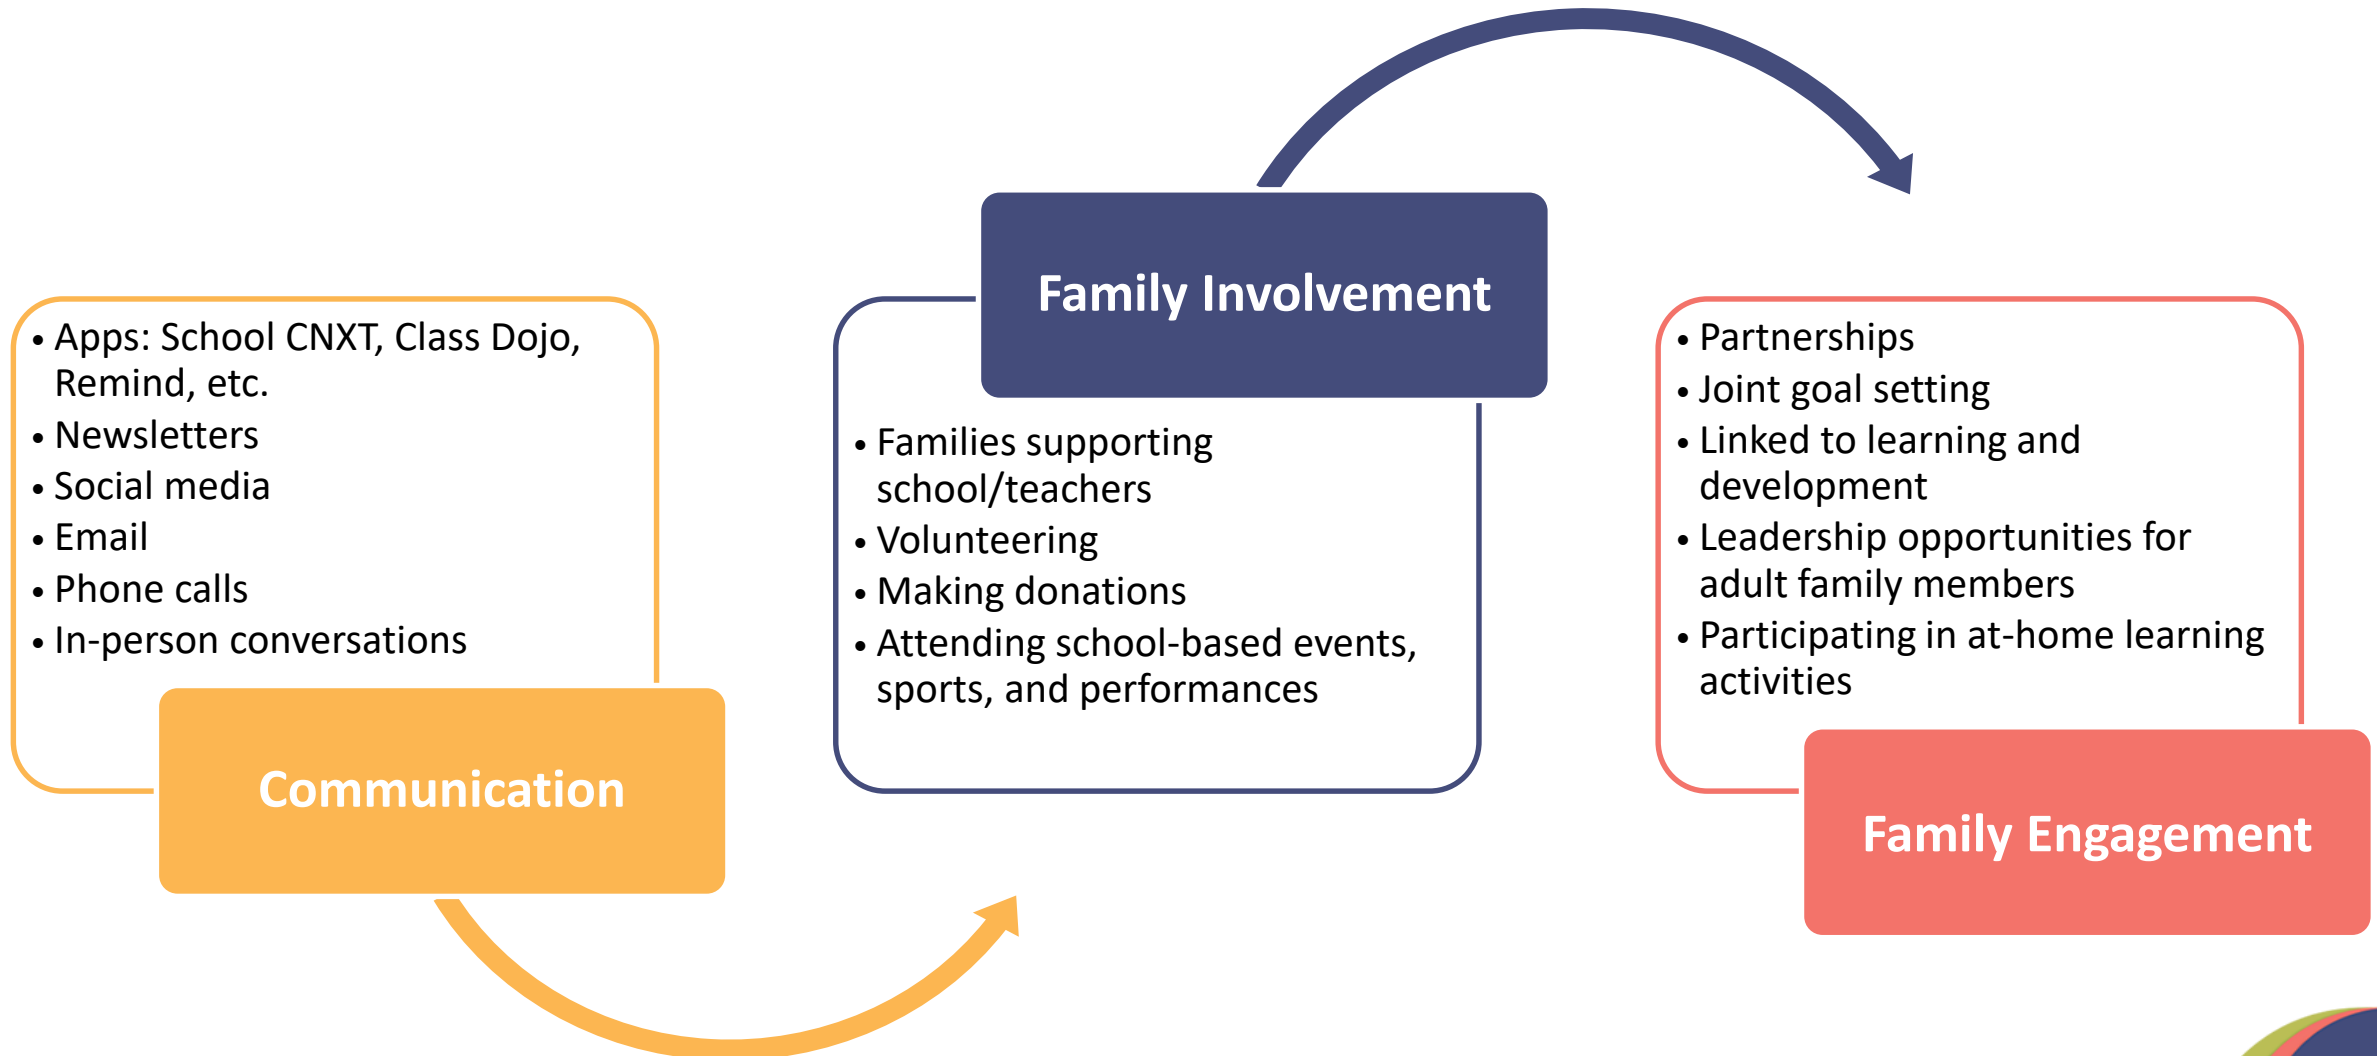 • Apps: School CNXT, Class Dojo,
Remind, etc.
• Newsletters
• Social media
• Email
• Phone calls
• In-person conversations
Communication
Family Involvement
• Families supporting
school/teachers
• Volunteering
• Making donations
• Attending school-based events,
sports, and performances
• Partnerships
• Joint goal setting
• Linked to learning and
development
• Leadership opportunities for
adult family members
• Participating in at-home learning
activities
Family Engagement